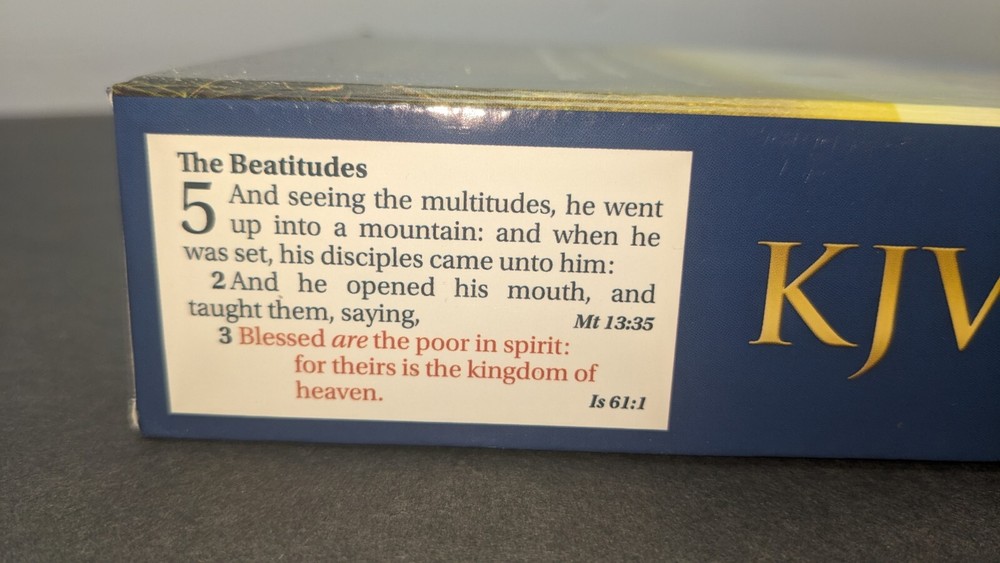 The Beatitudes
5 And seeing the multitudes, he went
up into a mountain: and when he
was set, his disciples came unto him:
2 And he opened his mouth, and
taught them, saying, Mt 13:35
3 Blessed are the poor in spirit:
for theirs is the kingdom of
heaven. Is 61:1
KJV